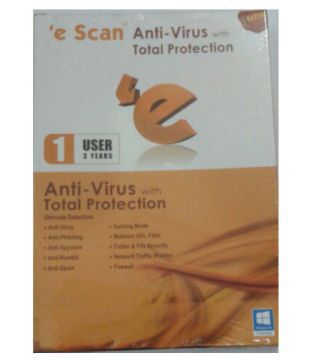 NEW
'e Scan™ Anti-Virus with
Total Protection
'e
1 USER
3 YEARS
Anti-Virus with
Total Protection
Ultimate Detection
• Anti-Virus
• Anti-Phishing
• Anti-Spyware
• Anti-Rootkit
• Anti-Spam
• Gaming Mode
• Malware URL Filter
• Folder & File Security
• Network Traffic Monitor
• Firewall